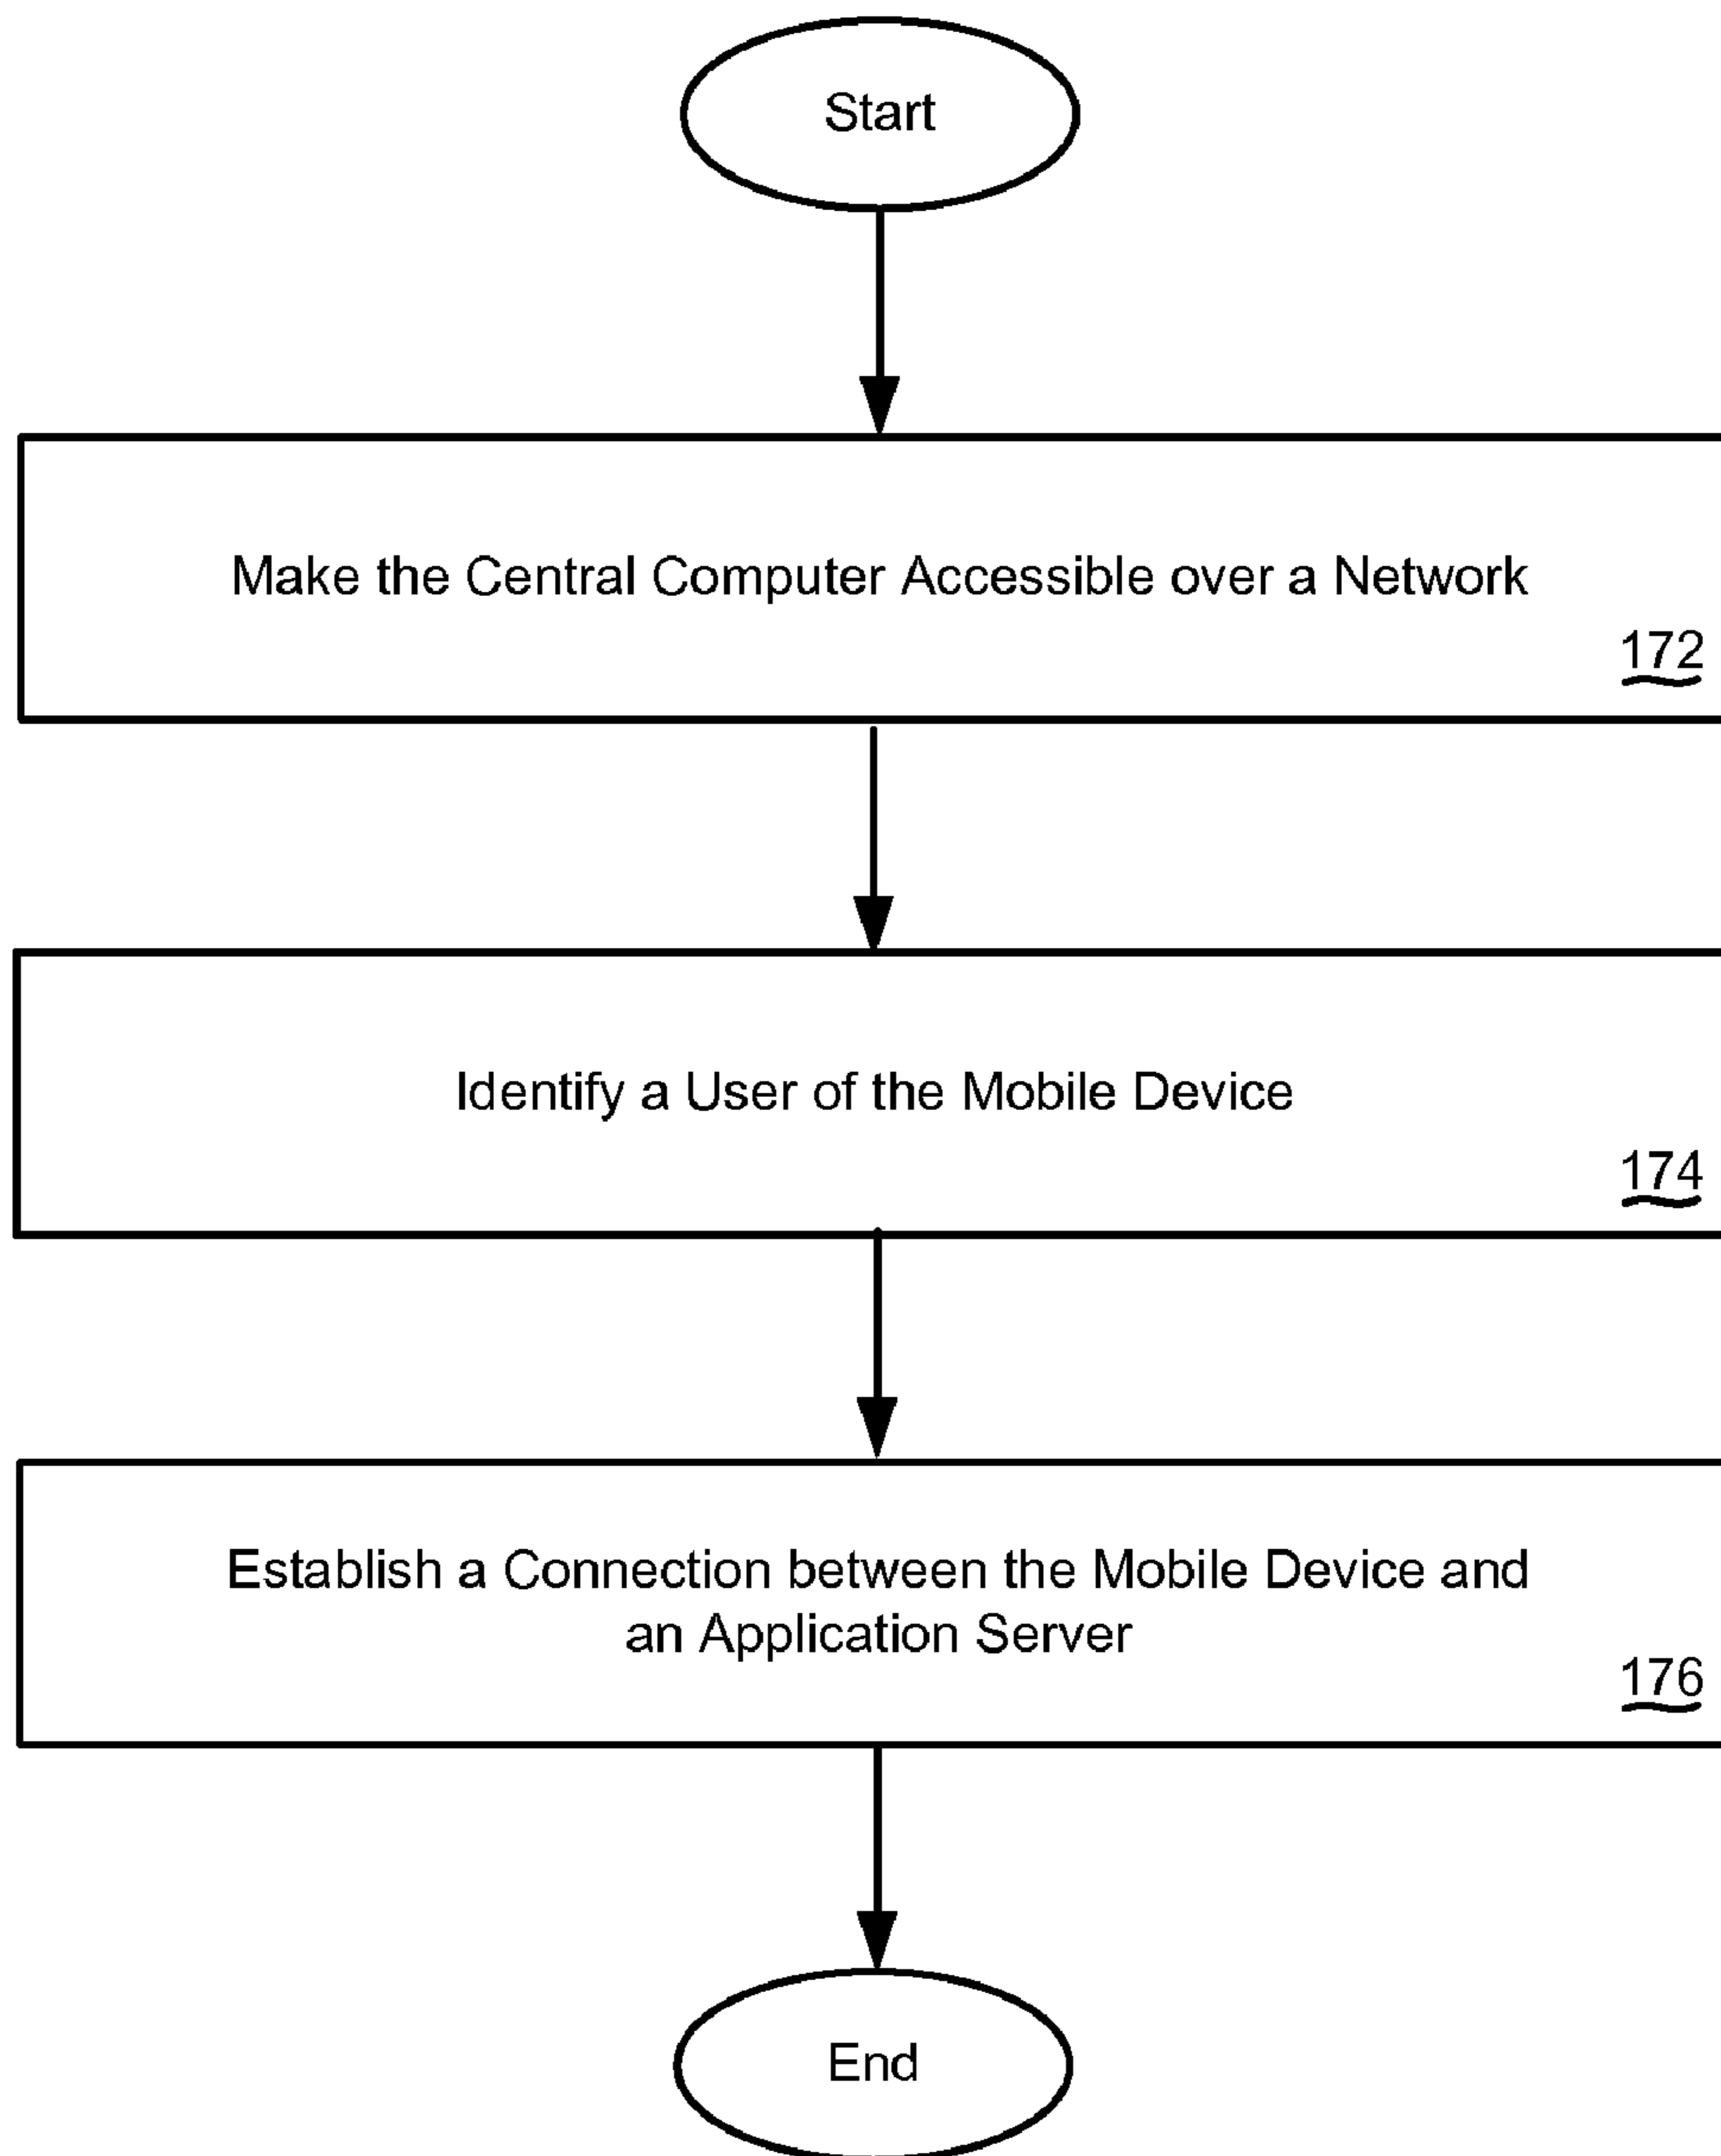 Start
Make the Central Computer Accessible over a Network
172
Identify a User of the Mobile Device
174
Establish a Connection between the Mobile Device and
an Application Server
176
End